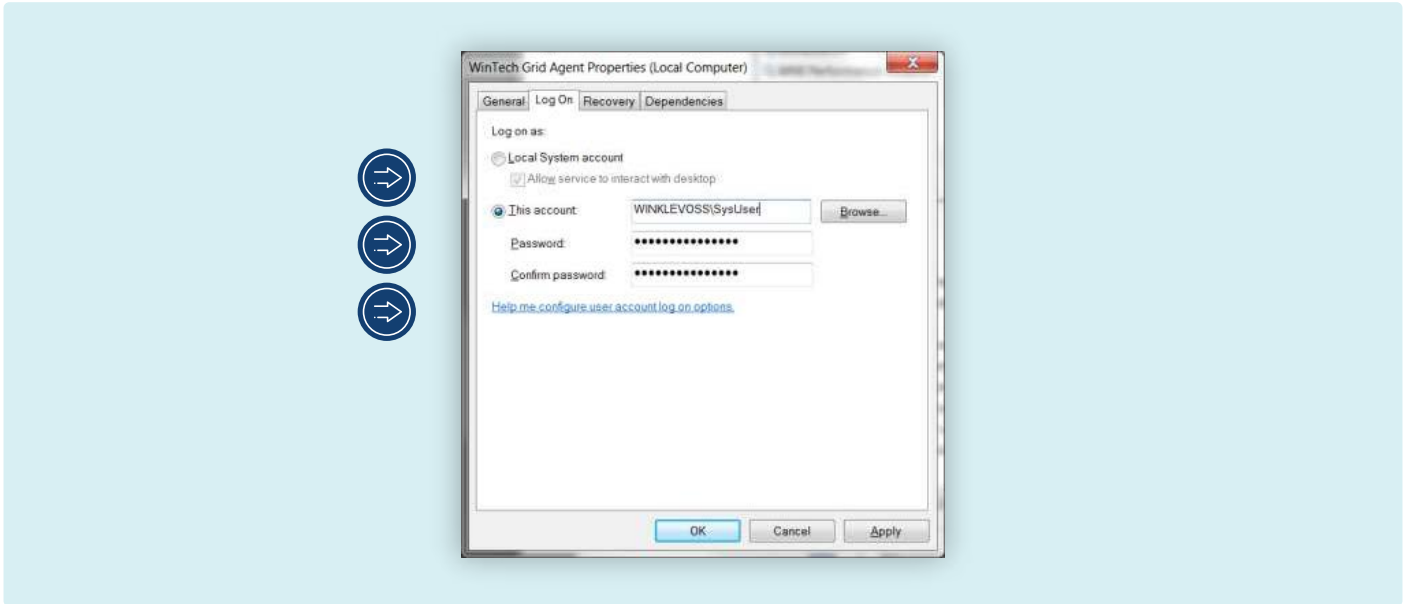 WinTech Grid Agent Properties (Local Computer)
General Log On Recovery Dependencies
Log on as:
Local System account
Allow service to interact with desktop
This account: WINKLEVOSS\SysUser Browse...
Password: •••••••••••••••
Confirm password: •••••••••••••••
Help me configure user account log on options.
OK Cancel Apply